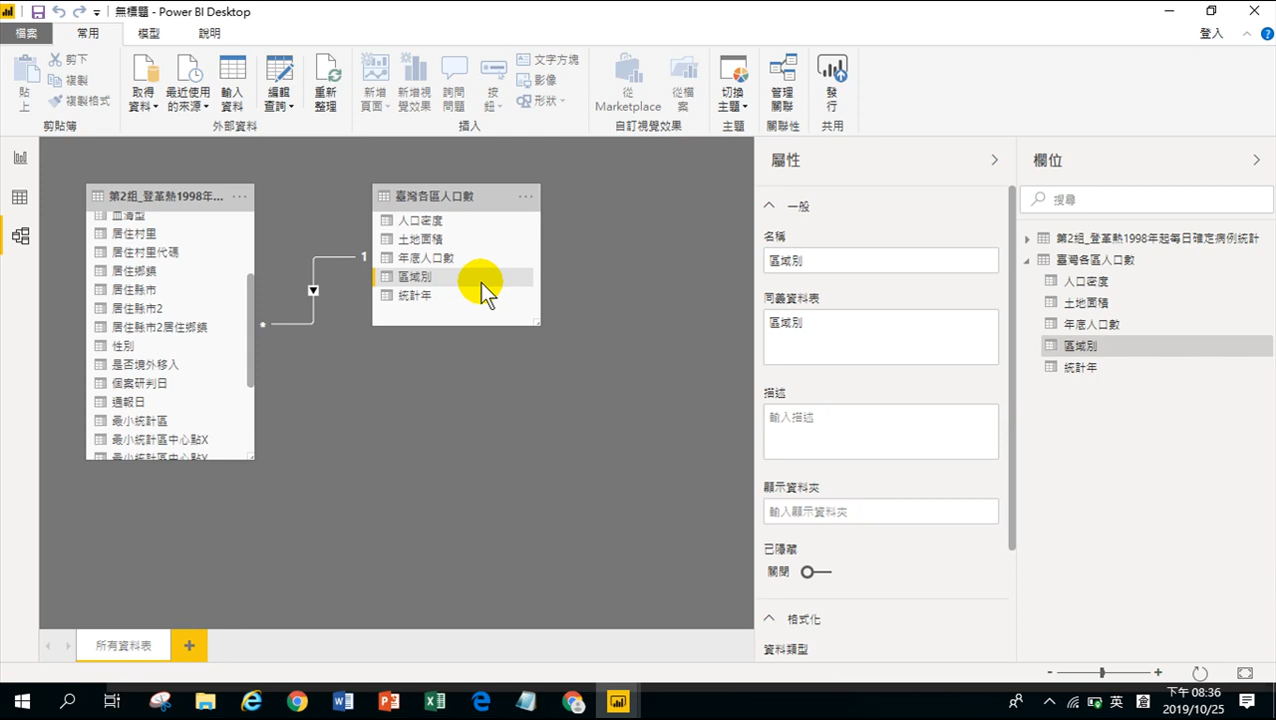 無標題 - Power BI Desktop
檔案
常用
模型
說明
登入
貼上
剪下
複製
複製格式
剪貼簿
取得資料
最近使用的來源
輸入資料
編輯查詢
重新整理
外部資料
新增頁面
新增視覺效果
詢問問題
按鈕
文字方塊
影像
形狀
插入
從 Marketplace
從檔案
自訂視覺效果
切換主題
主題
管理關聯
關聯性
發行
共用
第2組_登革熱1998年...
血清型
居住村里
居住村里代碼
居住鄉鎮
居住縣市
居住縣市2
居住縣市2居住鄉鎮
性別
是否境外移入
個案研判日
通報日
最小統計區
最小統計區中心點X
最小統計區中心點Y
1
*
臺灣各區人口數
人口密度
土地面積
年底人口數
區域別
統計年
屬性
一般
名稱
區域別
同義資料表
區域別
描述
輸入描述
顯示資料夾
輸入顯示資料夾
已隱藏
關閉
格式化
資料類型
欄位
搜尋
第2組_登革熱1998年起每日確定病例統計
臺灣各區人口數
人口密度
土地面積
年底人口數
區域別
統計年
所有資料表
英
下午 08:36
2019/10/25